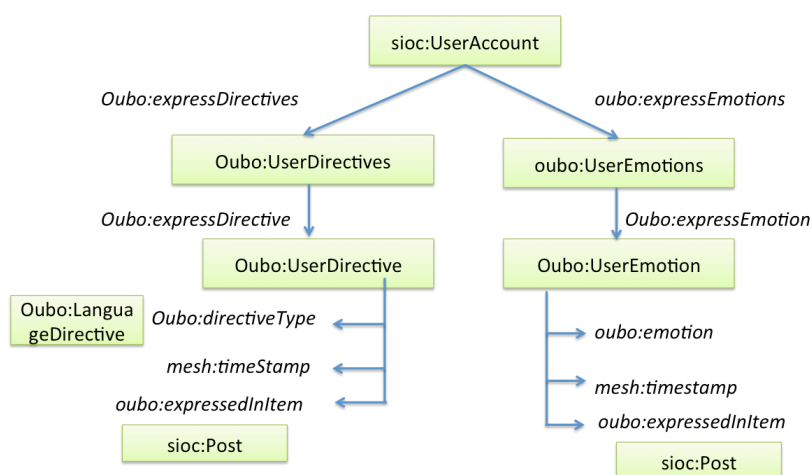 sioc:UserAccount
Oubo:expressDirectives
oubo:expressEmotions
Oubo:UserDirectives
oubo:UserEmotions
Oubo:expressDirective
Oubo:expressEmotion
Oubo:UserDirective
Oubo:UserEmotion
Oubo:Langua
geDirective
Oubo:directiveType
oubo:emotion
mesh:timeStamp
mesh:timestamp
oubo:expressedInItem
oubo:expressedInItem
sioc:Post
sioc:Post